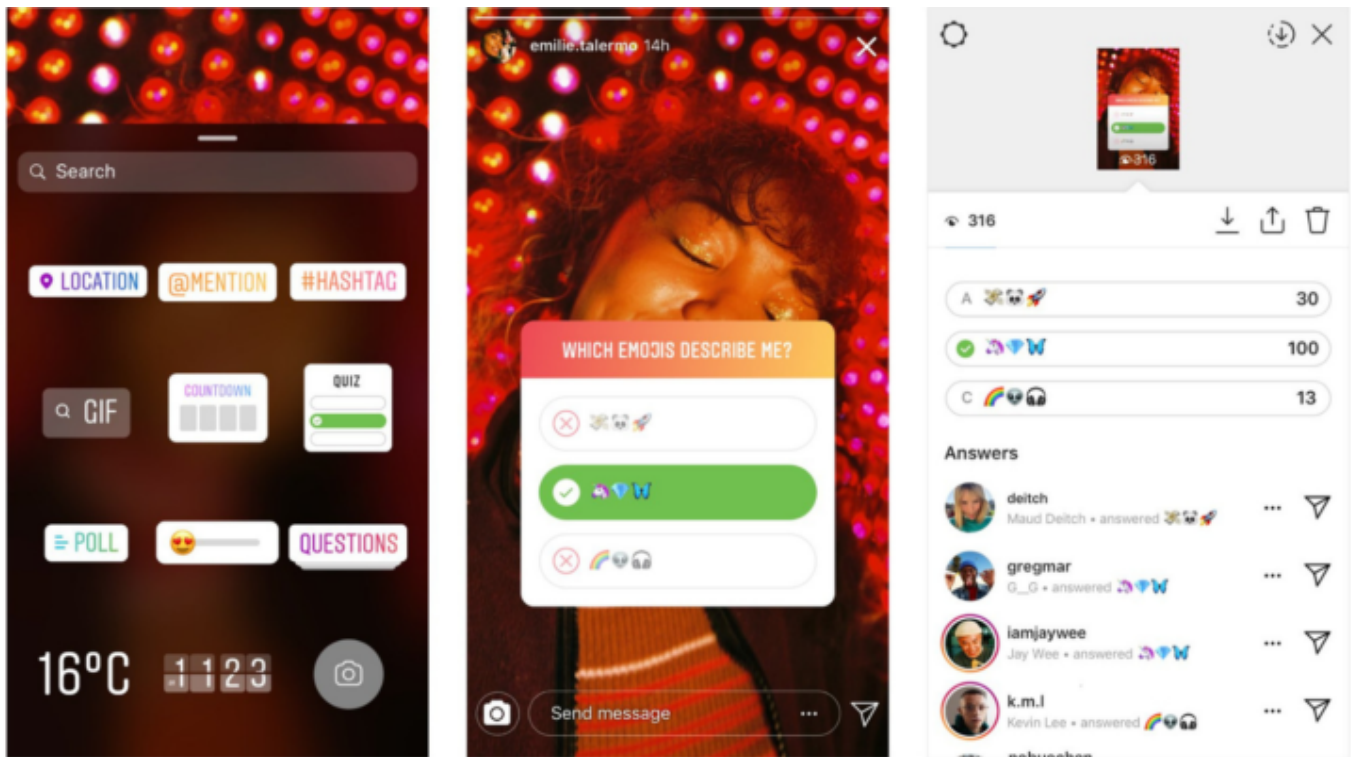 Search
LOCATION @MENTION #HASHTAG
GIF COUNTDOWN QUIZ
POLL QUESTIONS
16°C 1123
emilie.talermo 14h
WHICH EMOJIS DESCRIBE ME?
💸🐼🚀
🦄💎🦋
🌈👽🎧
Send message
316
316
A 💸🐼🚀 30
🦄💎🦋 100
C 🌈👽🎧 13
Answers
deitch
Maud Deitch • answered 💸🐼🚀
gregmar
G__G • answered 🦄💎🦋
iamjaywee
Jay Wee • answered 🦄💎🦋
k.m.l
Kevin Lee • answered 🌈👽🎧